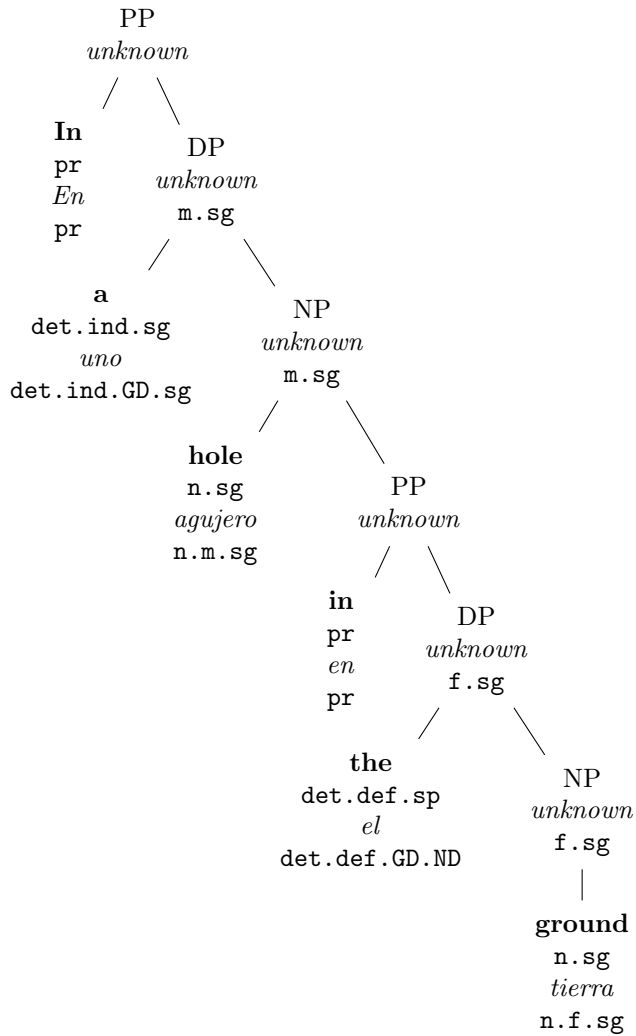 PP
unknown
In
pr
En
pr
DP
unknown
m.sg
a
det.ind.sg
uno
det.ind.GD.sg
NP
unknown
m.sg
hole
n.sg
agujero
n.m.sg
PP
unknown
in
pr
en
pr
DP
unknown
f.sg
the
det.def.sp
el
det.def.GD.ND
NP
unknown
f.sg
ground
n.sg
tierra
n.f.sg